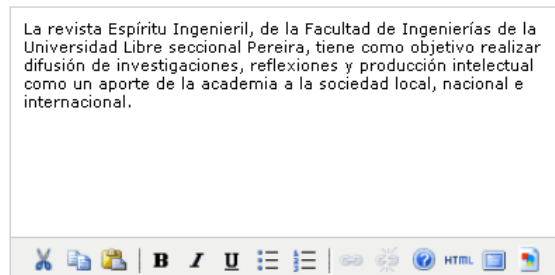 La revista Espíritu Ingenieril, de la Facultad de Ingenierías de la
Universidad Libre seccional Pereira, tiene como objetivo realizar
difusión de investigaciones, reflexiones y producción intelectual
como un aporte de la academia a la sociedad local, nacional e
internacional.
B I U HTML